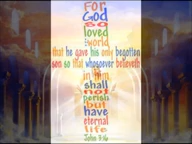 For
God
so
loved
the
world
that he gave his only begotten
son so that whosoever believeth
in him
shall
not
perish
but
have
eternal
life
John 3:16